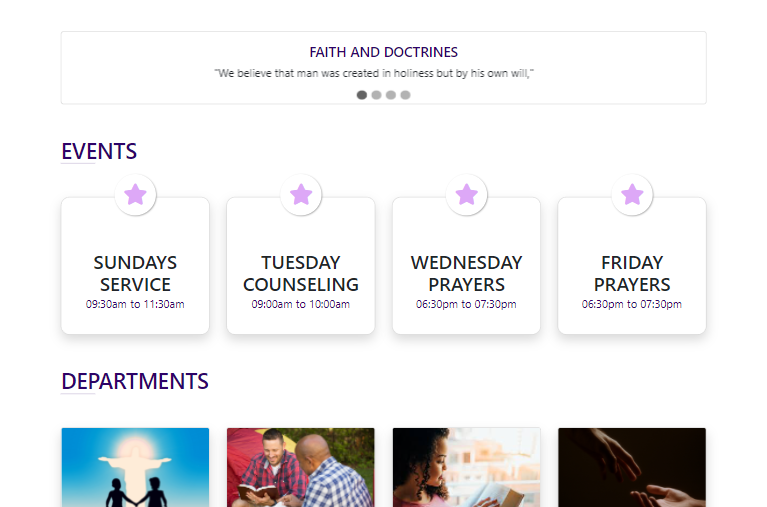 FAITH AND DOCTRINES
"We believe that man was created in holiness but by his own will,"
EVENTS
SUNDAYS
SERVICE
09:30am to 11:30am
TUESDAY
COUNSELING
09:00am to 10:00am
WEDNESDAY
PRAYERS
06:30pm to 07:30pm
FRIDAY
PRAYERS
06:30pm to 07:30pm
DEPARTMENTS